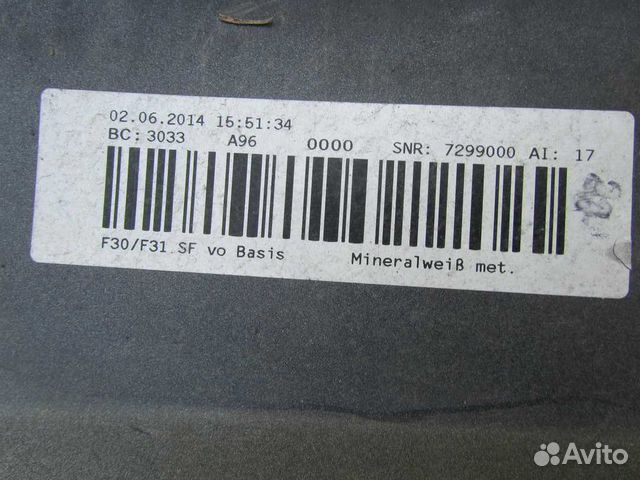 02.06.2014 15:51:34
BC: 3033 A96 0000 SNR: 7299000 AI: 17
F30/F31 SF vo Basis Mineralweiß met.
Avito